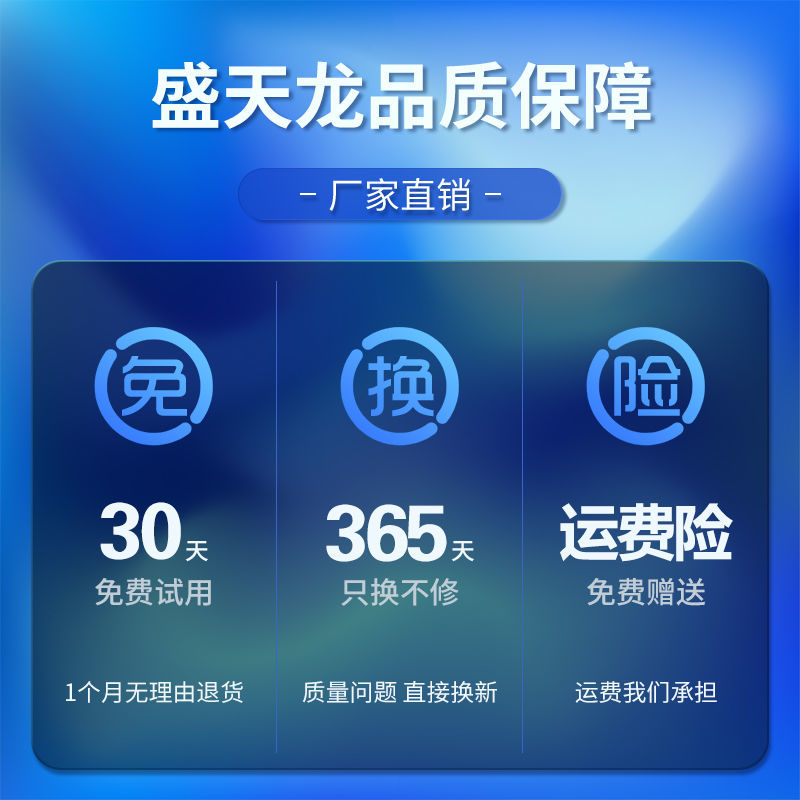 盛天龙品质保障
- 厂家直销 -
免
换
险
30天
365天
运费险
免费试用
只换不修
免费赠送
1个月无理由退货
质量问题 直接换新
运费我们承担